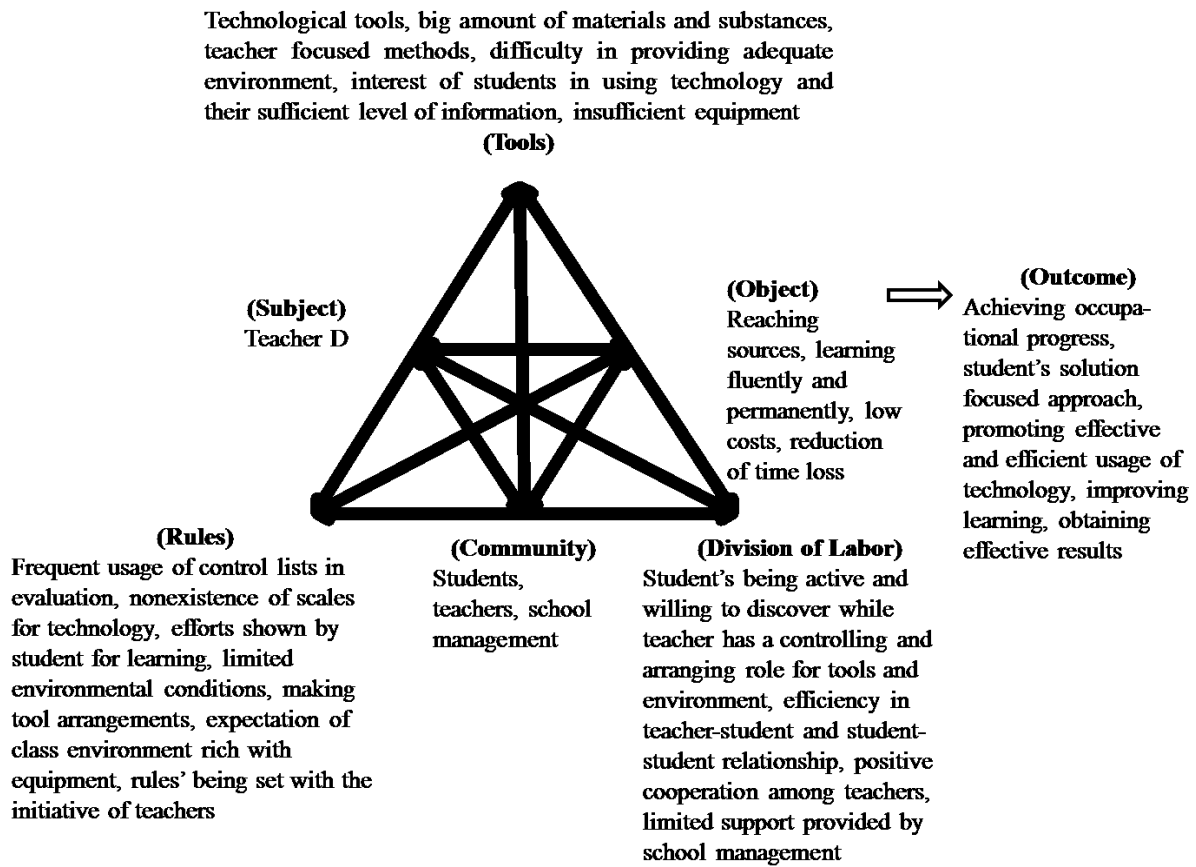 Technological tools, big amount of materials and substances,
teacher focused methods, difficulty in providing adequate
environment, interest of students in using technology and
their sufficient level of information, insufficient equipment
(Tools)
(Subject)
Teacher D
(Object)
Reaching
sources, learning
fluently and
permanently, low
costs, reduction
of time loss
(Outcome)
Achieving occupa-
tional progress,
student's solution
focused approach,
promoting effective
and efficient usage of
technology, improving
learning, obtaining
effective results
(Rules)
Frequent usage of control lists in
evaluation, nonexistence of scales
for technology, efforts shown by
student for learning, limited
environmental conditions, making
tool arrangements, expectation of
class environment rich with
equipment, rules' being set with the
initiative of teachers
(Community)
Students,
teachers, school
management
(Division of Labor)
Student's being active and
willing to discover while
teacher has a controlling and
arranging role for tools and
environment, efficiency in
teacher-student and student-
student relationship, positive
cooperation among teachers,
limited support provided by
school management